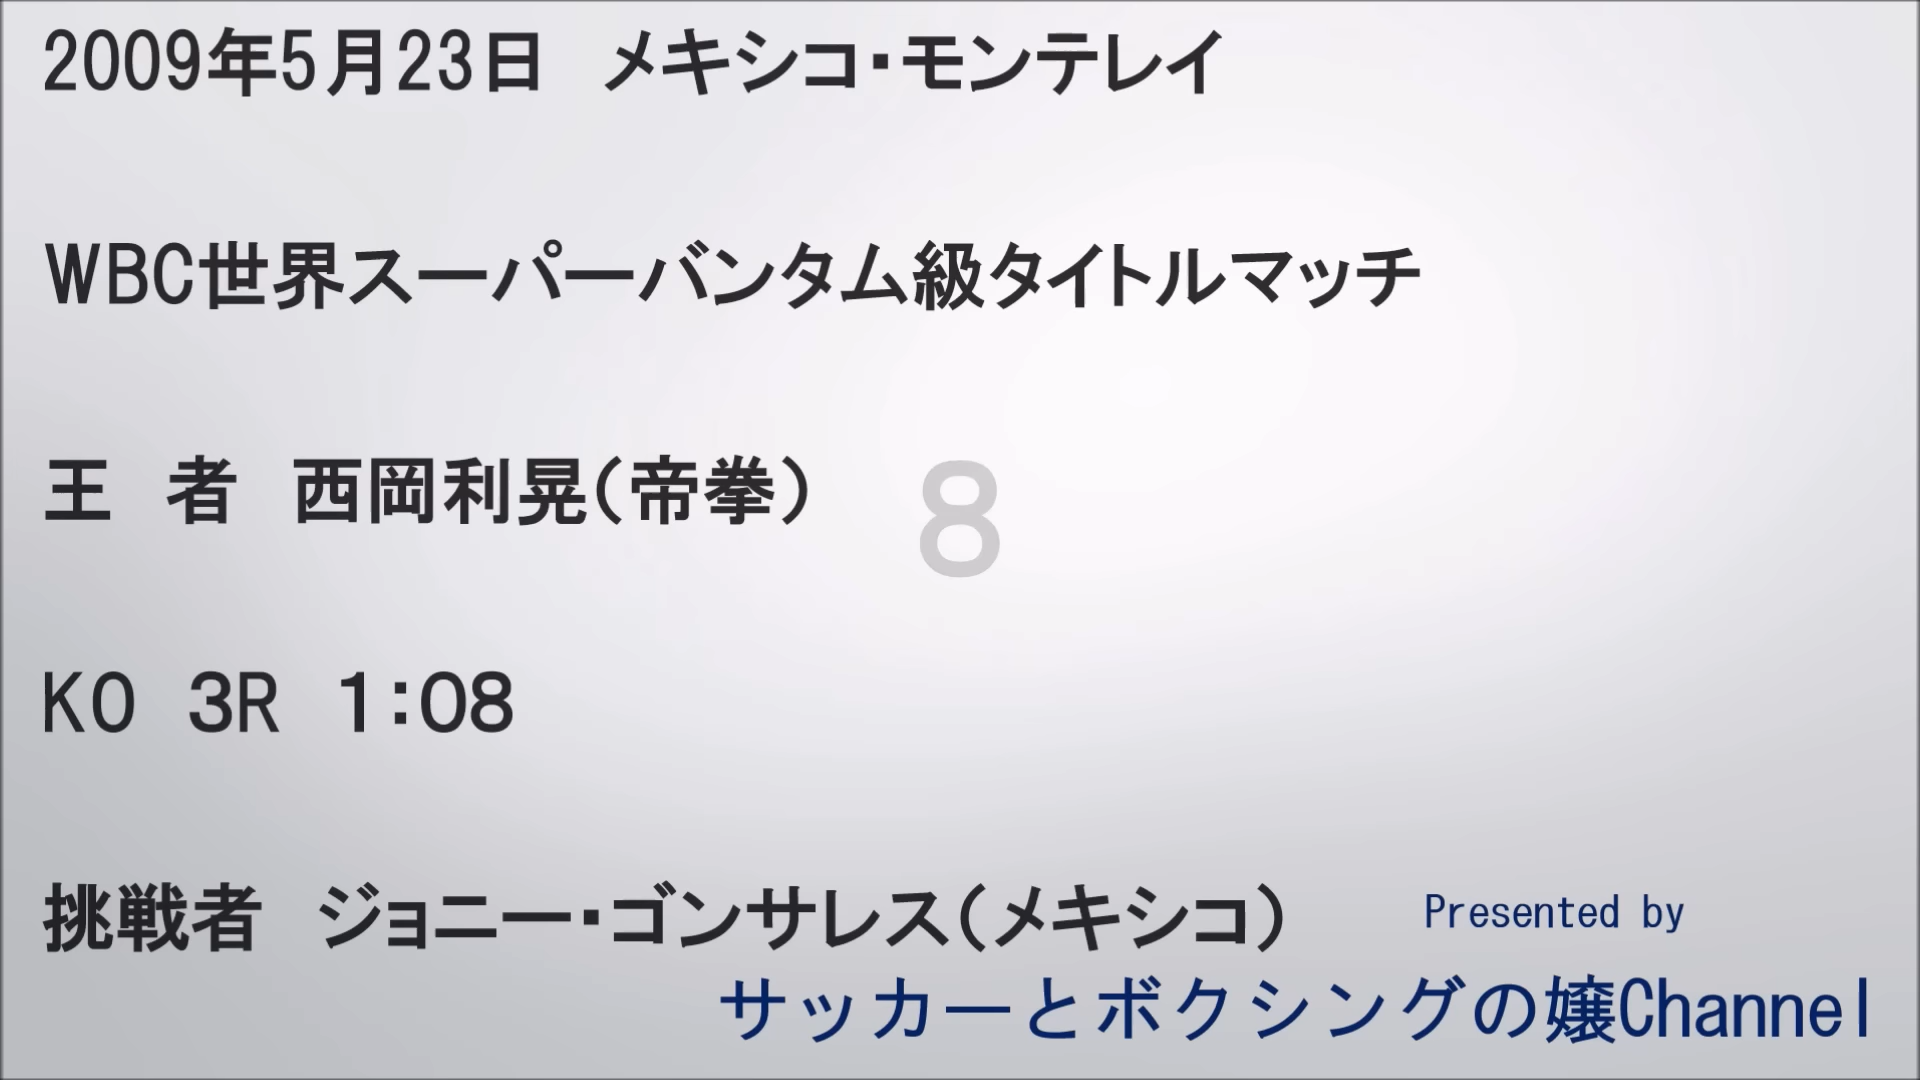 2009年5月23日　メキシコ・モンテレイ
WBC世界スーパーバンタム級タイトルマッチ
王　者　西岡利晃（帝拳）
8
KO　3R　1：08
挑戦者　ジョニー・ゴンサレス（メキシコ）
Presented by
サッカーとボクシングの嬢Channel